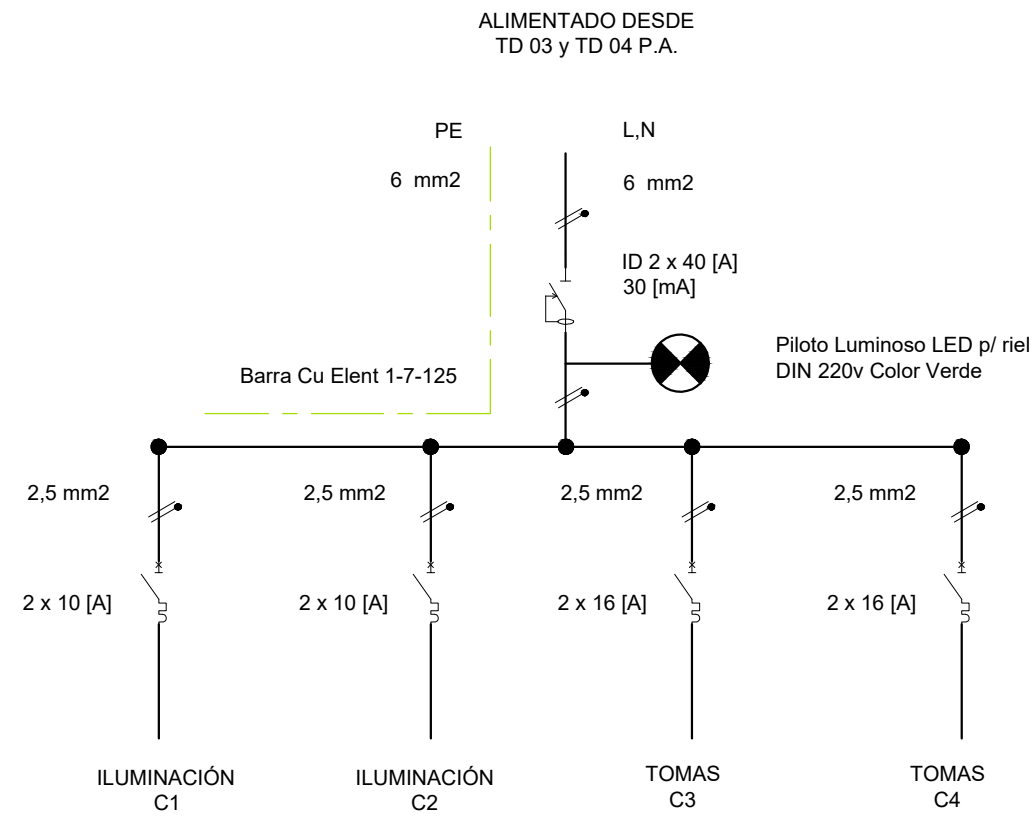 ALIMENTADO DESDE
TD 03 y TD 04 P.A.
PE
L,N
6 mm2
6 mm2
ID 2 x 40 [A]
30 [mA]
Piloto Luminoso LED p/ riel
DIN 220v Color Verde
Barra Cu Elent 1-7-125
2,5 mm2
2,5 mm2
2,5 mm2
2,5 mm2
2 x 10 [A]
2 x 10 [A]
2 x 16 [A]
2 x 16 [A]
ILUMINACIÓN
C1
ILUMINACIÓN
C2
TOMAS
C3
TOMAS
C4